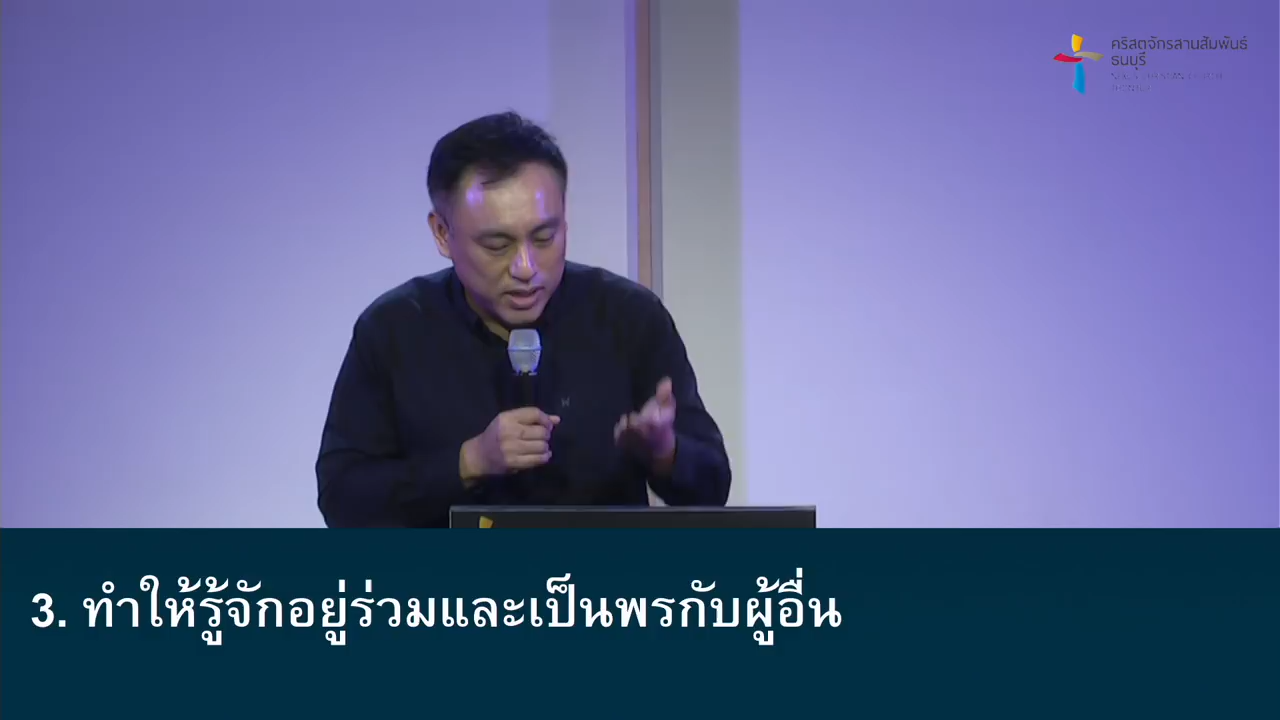 คริสตจักรสานสัมพันธ์
ธนบุรี
3. ทำให้รู้จักอยู่ร่วมและเป็นพรกับผู้อื่น